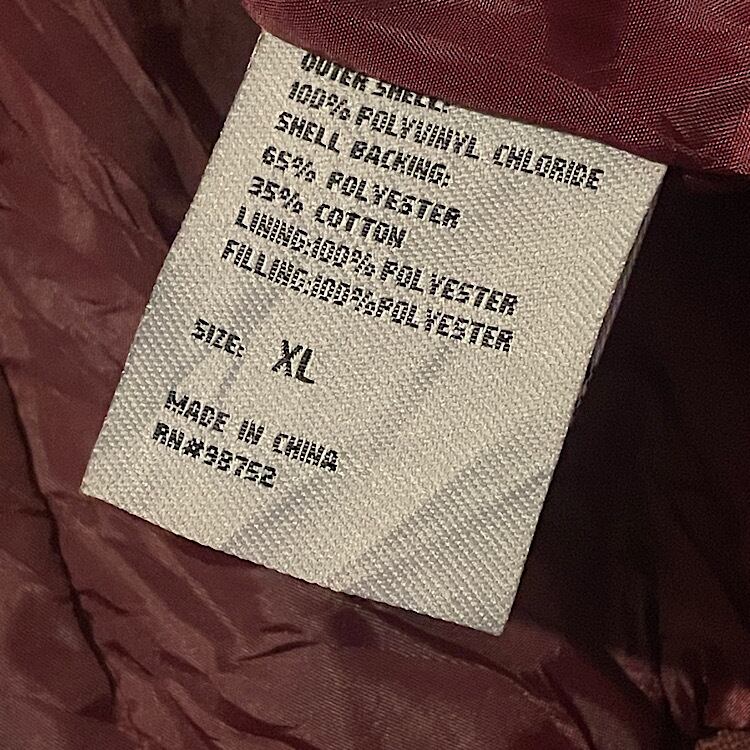 OUTER SHELL:
100% POLYVINYL CHLORIDE
SHELL BACKING:
65% POLYESTER
35% COTTON
LINING:100% POLYESTER
FILLING:100%POLYESTER
SIZE: XL
MADE IN CHINA
RN#98752